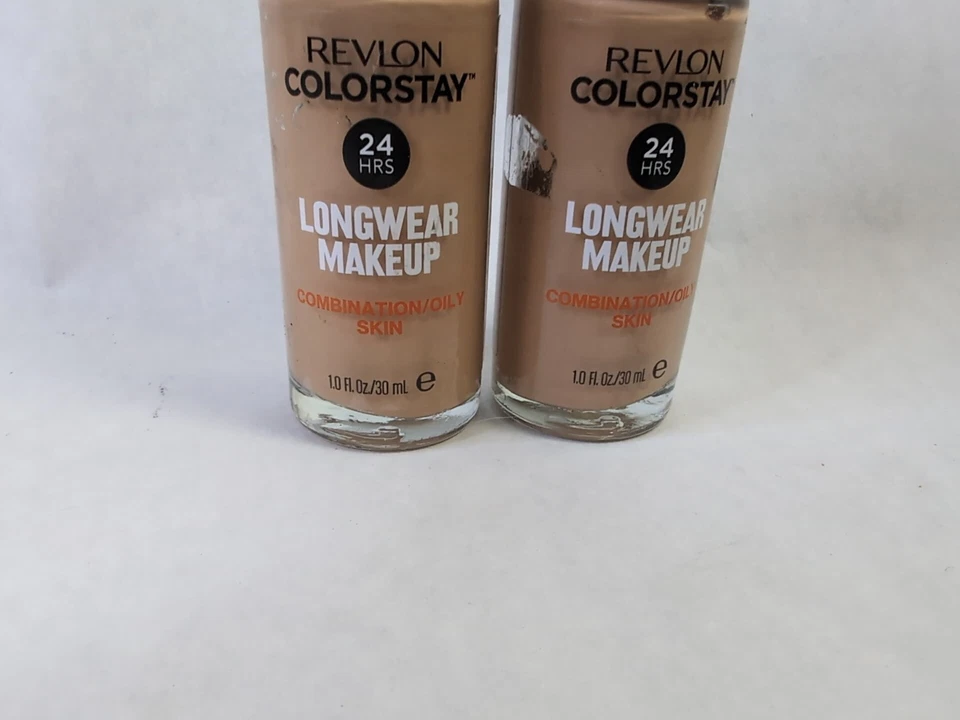 REVLON
COLORSTAY™
24
HRS
LONGWEAR
MAKEUP
COMBINATION/OILY
SKIN
1.0 Fl. Oz./30 mL e
REVLON
COLORSTAY™
24
HRS
LONGWEAR
MAKEUP
COMBINATION/OILY
SKIN
1.0 Fl. Oz./30 mL e